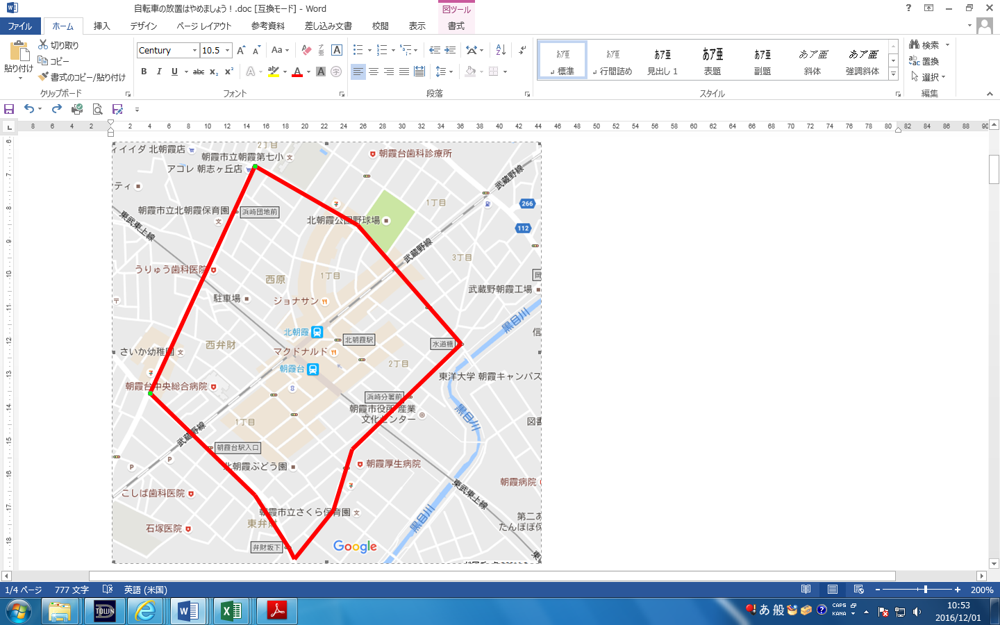 自転車の放置はやめましょう！.doc [互換モード] - Word
図ツール
ファイル ホーム 挿入 デザイン ページ レイアウト 参考資料 差し込み文書 校閲 表示 書式
貼り付け
切り取り
コピー
書式のコピー/貼り付け
クリップボード
Century 10.5
フォント
段落
あア亜 標準
あア亜 行間詰め
あア亜 見出し 1
あア亜 表題
あア亜 副題
あア亜 斜体
あア亜 強調斜体
スタイル
検索
置換
選択
編集
8 6 4 2 2 4 6 8 10 12 14 16 18 20 22 24 26 28 30 32 34 36 38 40 42 44 46 48 50 52 54 56 58 60 62 64 66 68 70 72 74 76 78 80 82 84 86 88 90
6 7 8 9 10 11 12 13 14 15 16 17 18
イイダ 北朝霞店
2丁目
朝霞市立朝霞第七小
朝霞台歯科診療所
アコレ 朝志ヶ丘店
武蔵野線
ティ
1丁目
266
朝霞市立北朝霞保育園
浜崎団地前
東武東上線
北朝霞公園野球場
112
武蔵野線
3丁目
うりゅう歯科医院
西原
1丁目
武蔵野朝霞工場
駐車場
ジョナサン
黒目川
北朝霞
北朝霞駅
水道橋
西弁財
さいか幼稚園
マクドナルド
2丁目
朝霞台
東洋大学 朝霞キャンパス
朝霞台中央総合病院
浜崎分署前
朝霞市役所 産業
文化センター
黒目川
1丁目
武蔵野線
朝霞台駅入口
北朝霞ぶどう園
朝霞厚生病院
朝霞病院
東武東上線
こしば歯科医院
朝霞市立さくら保育園
東弁財
黒目川
石塚医院
第二あ
たんぽぽ保
弁財坂下
Google
1/4 ページ 777 文字 英語 (米国) 200%
TOWN
あ 般
CAPS
KANA
10:53
2016/12/01